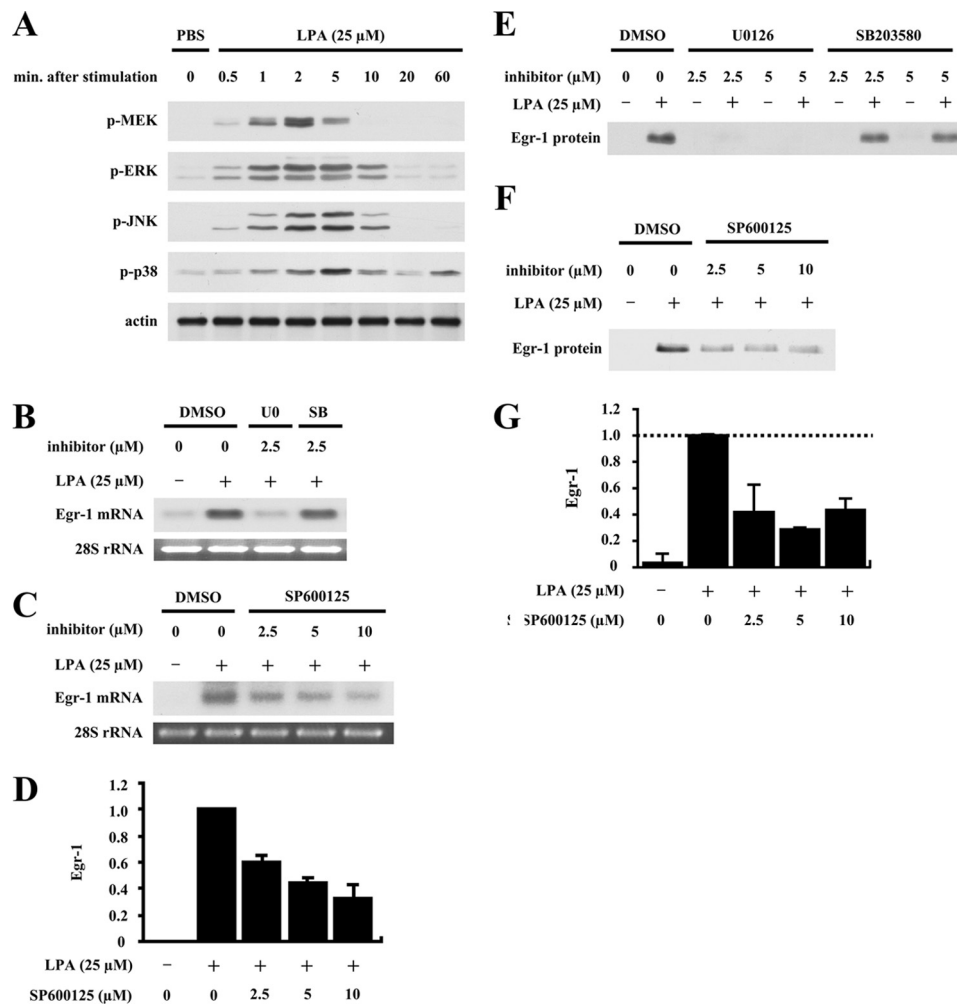 A
PBS LPA (25 µM)
min. after stimulation 0 0.5 1 2 5 10 20 60
p-MEK
p-ERK
p-JNK
p-p38
actin
B
DMSO U0 SB
inhibitor (µM) 0 0 2.5 2.5
LPA (25 µM) − + + +
Egr-1 mRNA
28S rRNA
C
DMSO SP600125
inhibitor (µM) 0 0 2.5 5 10
LPA (25 µM) − + + + +
Egr-1 mRNA
28S rRNA
D
Egr-1
1.2
1.0
0.8
0.6
0.4
0.2
0
LPA (25 µM) − + + + +
SP600125 (µM) 0 0 2.5 5 10
E
DMSO U0126 SB203580
inhibitor (µM) 0 0 2.5 2.5 5 5 2.5 2.5 5 5
LPA (25 µM) − + − + − + − + − +
Egr-1 protein
F
DMSO SP600125
inhibitor (µM) 0 0 2.5 5 10
LPA (25 µM) − + + + +
Egr-1 protein
G
Egr-1
1.2
1.0
0.8
0.6
0.4
0.2
0
LPA (25 µM) − + + + +
SP600125 (µM) 0 0 2.5 5 10